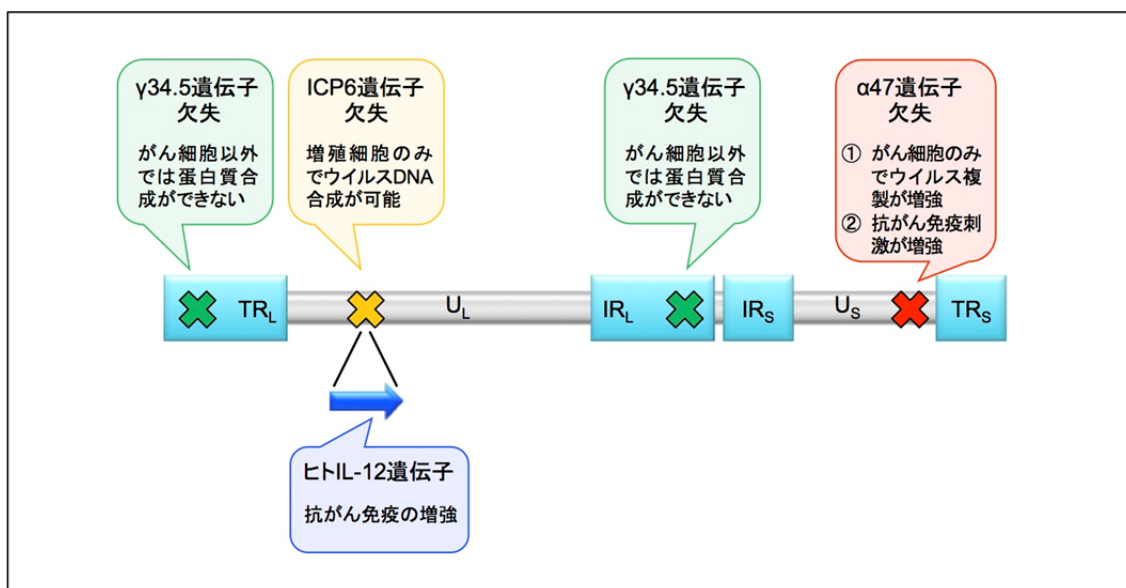 γ34.5遺伝子
欠失
がん細胞以外
では蛋白質合
成ができない
ICP6遺伝子
欠失
増殖細胞のみ
でウイルスDNA
合成が可能
γ34.5遺伝子
欠失
がん細胞以外
では蛋白質合
成ができない
α47遺伝子
欠失
① がん細胞のみ
でウイルス複
製が増強
② 抗がん免疫刺
激が増強
TRL
UL
IRL
IRS
US
TRS
ヒトIL-12遺伝子
抗がん免疫の増強